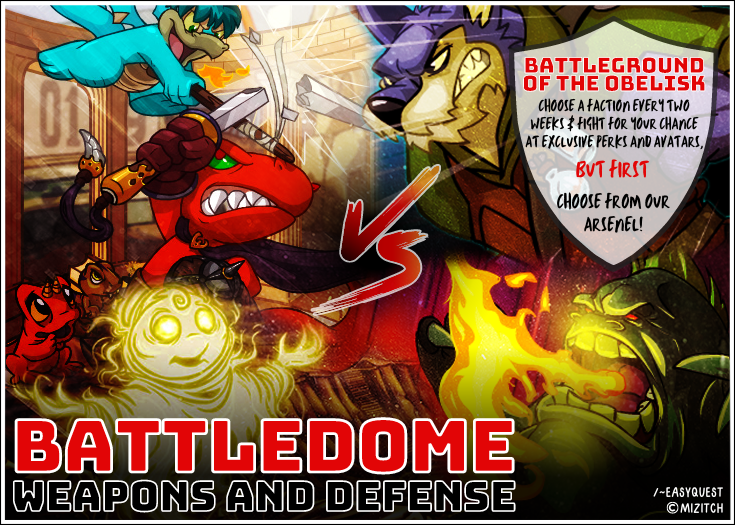 BATTLEGROUND
OF THE OBELISK
CHOOSE A FACTION EVERY TWO
WEEKS & FIGHT FOR YOUR CHANCE
AT EXCLUSIVE PERKS AND AVATARS,
BUT FIRST
CHOOSE FROM OUR
ARSENEL!
VS
BATTLEDOME
WEAPONS AND DEFENSE
/~EASYQUEST
©MIZITCH